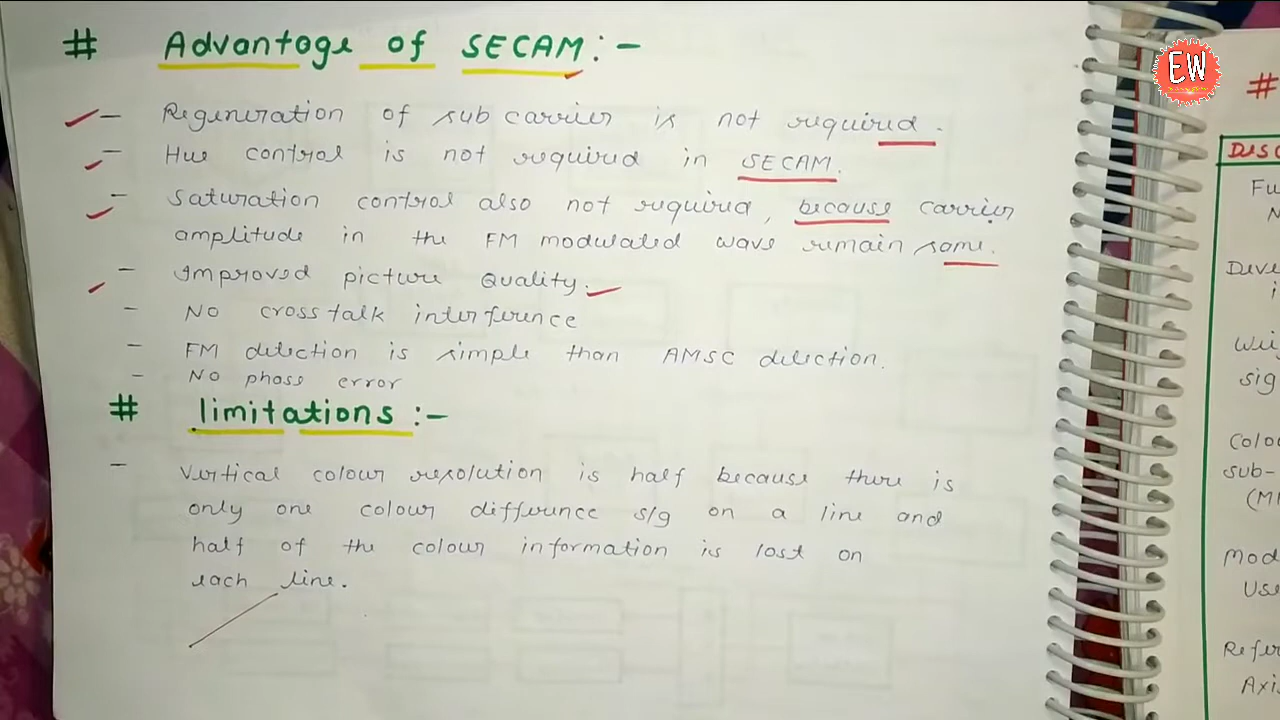 # Advantage of SECAM:-
- Regeneration of sub carrier is not required.
- Hue control is not required in SECAM.
- Saturation control also not required, because carrier
amplitude in the FM modulated wave remain same.
- Improved picture Quality.
- No crosstalk interference
- FM detection is simple than AMSC detection.
- No phase error
# limitations:-
- Vertical colour resolution is half because there is
only one colour difference s/g on a line and
half of the colour information is lost on
each line.
EW
#
DISC
Fu
N
Deve
i
Wi
sig
Colou
sub-
(M
Mod
Use
Refer
Axi